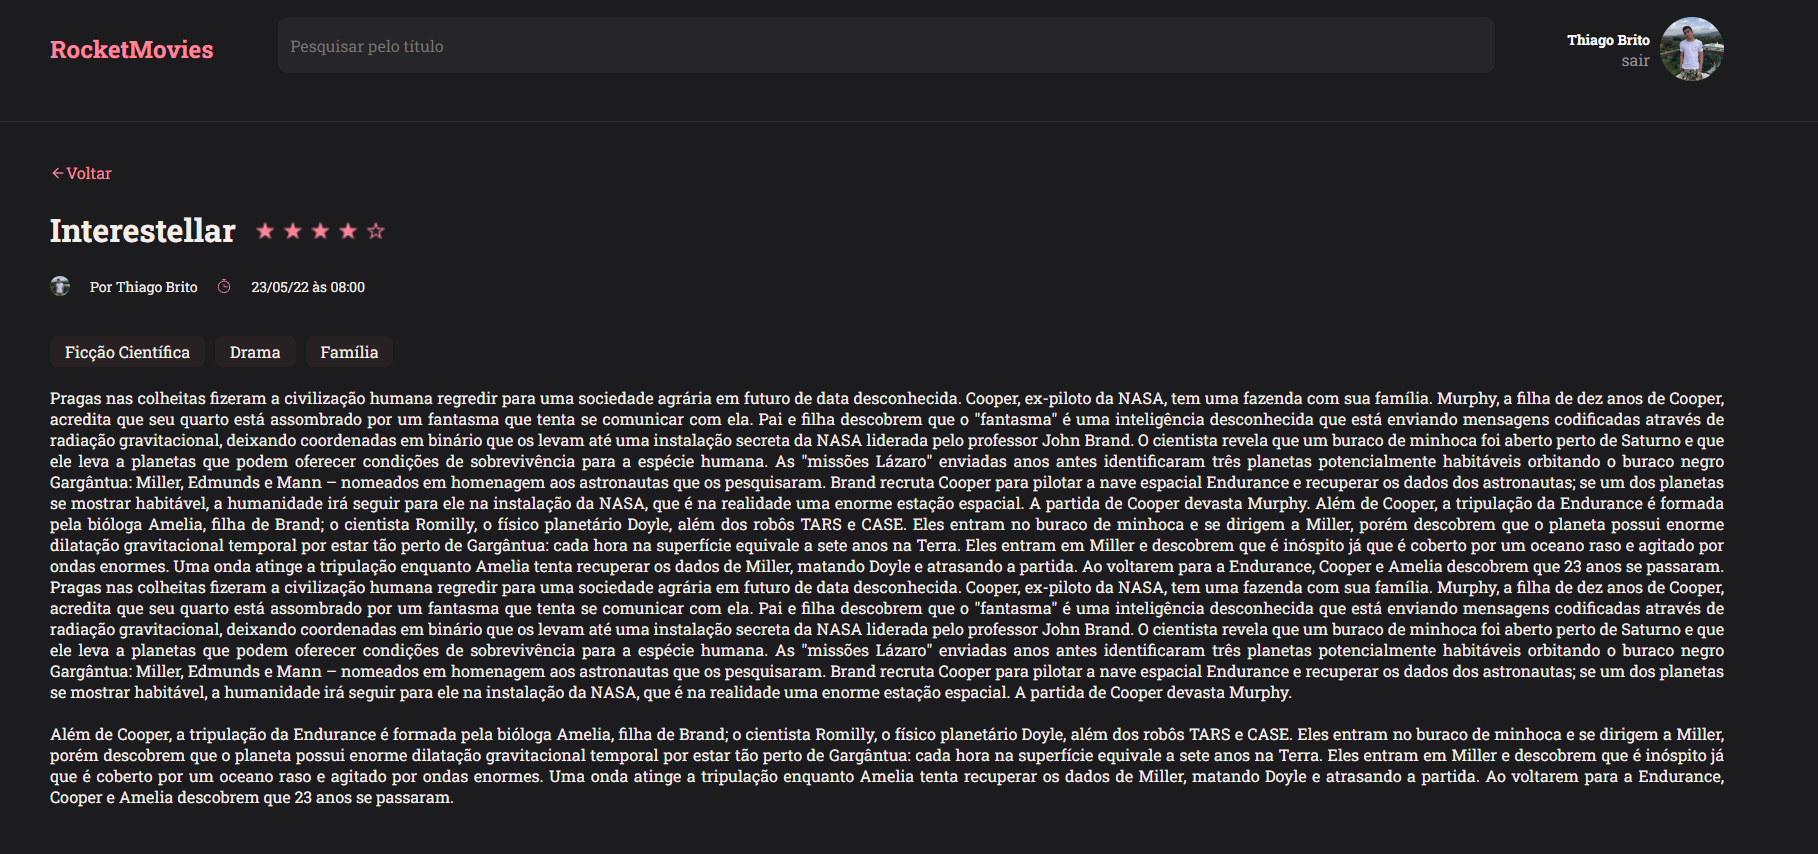 RocketMovies
Pesquisar pelo título
Thiago Brito
sair
←Voltar
Interestellar ★ ★ ★ ★ ☆
Por Thiago Brito 23/05/22 às 08:00
Ficção Científica Drama Família
Pragas nas colheitas fizeram a civilização humana regredir para uma sociedade agrária em futuro de data desconhecida. Cooper, ex-piloto da NASA, tem uma fazenda com sua família. Murphy, a filha de dez anos de Cooper,
acredita que seu quarto está assombrado por um fantasma que tenta se comunicar com ela. Pai e filha descobrem que o "fantasma" é uma inteligência desconhecida que está enviando mensagens codificadas através de
radiação gravitacional, deixando coordenadas em binário que os levam até uma instalação secreta da NASA liderada pelo professor John Brand. O cientista revela que um buraco de minhoca foi aberto perto de Saturno e que
ele leva a planetas que podem oferecer condições de sobrevivência para a espécie humana. As "missões Lázaro" enviadas anos antes identificaram três planetas potencialmente habitáveis orbitando o buraco negro
Gargântua: Miller, Edmunds e Mann – nomeados em homenagem aos astronautas que os pesquisaram. Brand recruta Cooper para pilotar a nave espacial Endurance e recuperar os dados dos astronautas; se um dos planetas
se mostrar habitável, a humanidade irá seguir para ele na instalação da NASA, que é na realidade uma enorme estação espacial. A partida de Cooper devasta Murphy. Além de Cooper, a tripulação da Endurance é formada
pela bióloga Amelia, filha de Brand; o cientista Romilly, o físico planetário Doyle, além dos robôs TARS e CASE. Eles entram no buraco de minhoca e se dirigem a Miller, porém descobrem que o planeta possui enorme
dilatação gravitacional temporal por estar tão perto de Gargântua: cada hora na superfície equivale a sete anos na Terra. Eles entram em Miller e descobrem que é inóspito já que é coberto por um oceano raso e agitado por
ondas enormes. Uma onda atinge a tripulação enquanto Amelia tenta recuperar os dados de Miller, matando Doyle e atrasando a partida. Ao voltarem para a Endurance, Cooper e Amelia descobrem que 23 anos se passaram.
Pragas nas colheitas fizeram a civilização humana regredir para uma sociedade agrária em futuro de data desconhecida. Cooper, ex-piloto da NASA, tem uma fazenda com sua família. Murphy, a filha de dez anos de Cooper,
acredita que seu quarto está assombrado por um fantasma que tenta se comunicar com ela. Pai e filha descobrem que o "fantasma" é uma inteligência desconhecida que está enviando mensagens codificadas através de
radiação gravitacional, deixando coordenadas em binário que os levam até uma instalação secreta da NASA liderada pelo professor John Brand. O cientista revela que um buraco de minhoca foi aberto perto de Saturno e que
ele leva a planetas que podem oferecer condições de sobrevivência para a espécie humana. As "missões Lázaro" enviadas anos antes identificaram três planetas potencialmente habitáveis orbitando o buraco negro
Gargântua: Miller, Edmunds e Mann – nomeados em homenagem aos astronautas que os pesquisaram. Brand recruta Cooper para pilotar a nave espacial Endurance e recuperar os dados dos astronautas; se um dos planetas
se mostrar habitável, a humanidade irá seguir para ele na instalação da NASA, que é na realidade uma enorme estação espacial. A partida de Cooper devasta Murphy.
Além de Cooper, a tripulação da Endurance é formada pela bióloga Amelia, filha de Brand; o cientista Romilly, o físico planetário Doyle, além dos robôs TARS e CASE. Eles entram no buraco de minhoca e se dirigem a Miller,
porém descobrem que o planeta possui enorme dilatação gravitacional temporal por estar tão perto de Gargântua: cada hora na superfície equivale a sete anos na Terra. Eles entram em Miller e descobrem que é inóspito já
que é coberto por um oceano raso e agitado por ondas enormes. Uma onda atinge a tripulação enquanto Amelia tenta recuperar os dados de Miller, matando Doyle e atrasando a partida. Ao voltarem para a Endurance,
Cooper e Amelia descobrem que 23 anos se passaram.